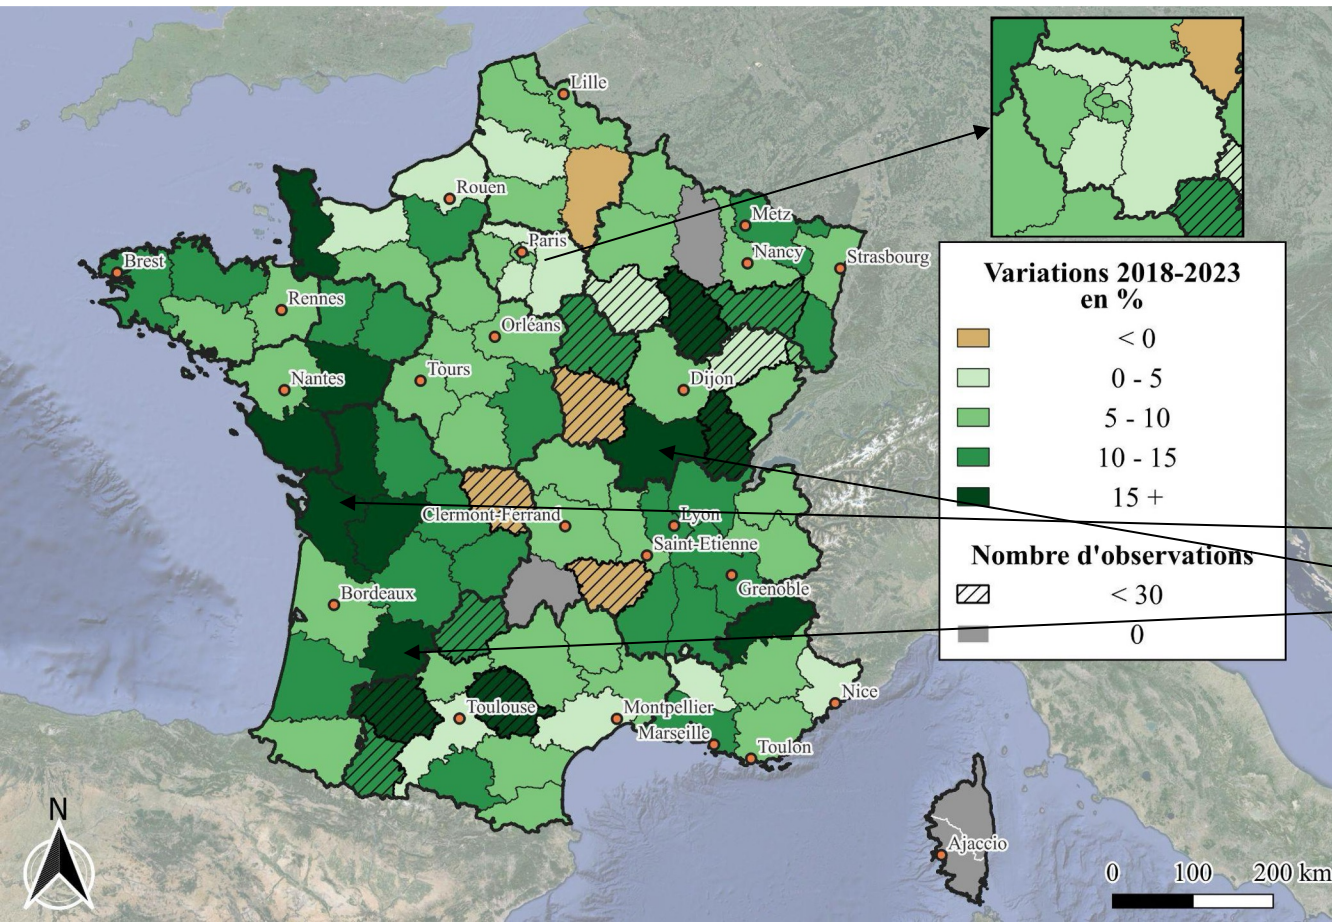 Lille
Rouen
Metz
Paris
Nancy
Strasbourg
Brest
Rennes
Orléans
Nantes
Tours
Dijon
Clermont-Ferrand
Lyon
Saint-Etienne
Grenoble
Bordeaux
Nice
Toulouse
Montpellier
Marseille
Toulon
Ajaccio
Variations 2018-2023
en %
< 0
0 - 5
5 - 10
10 - 15
15 +
Nombre d'observations
< 30
0
N
0 100 200 km